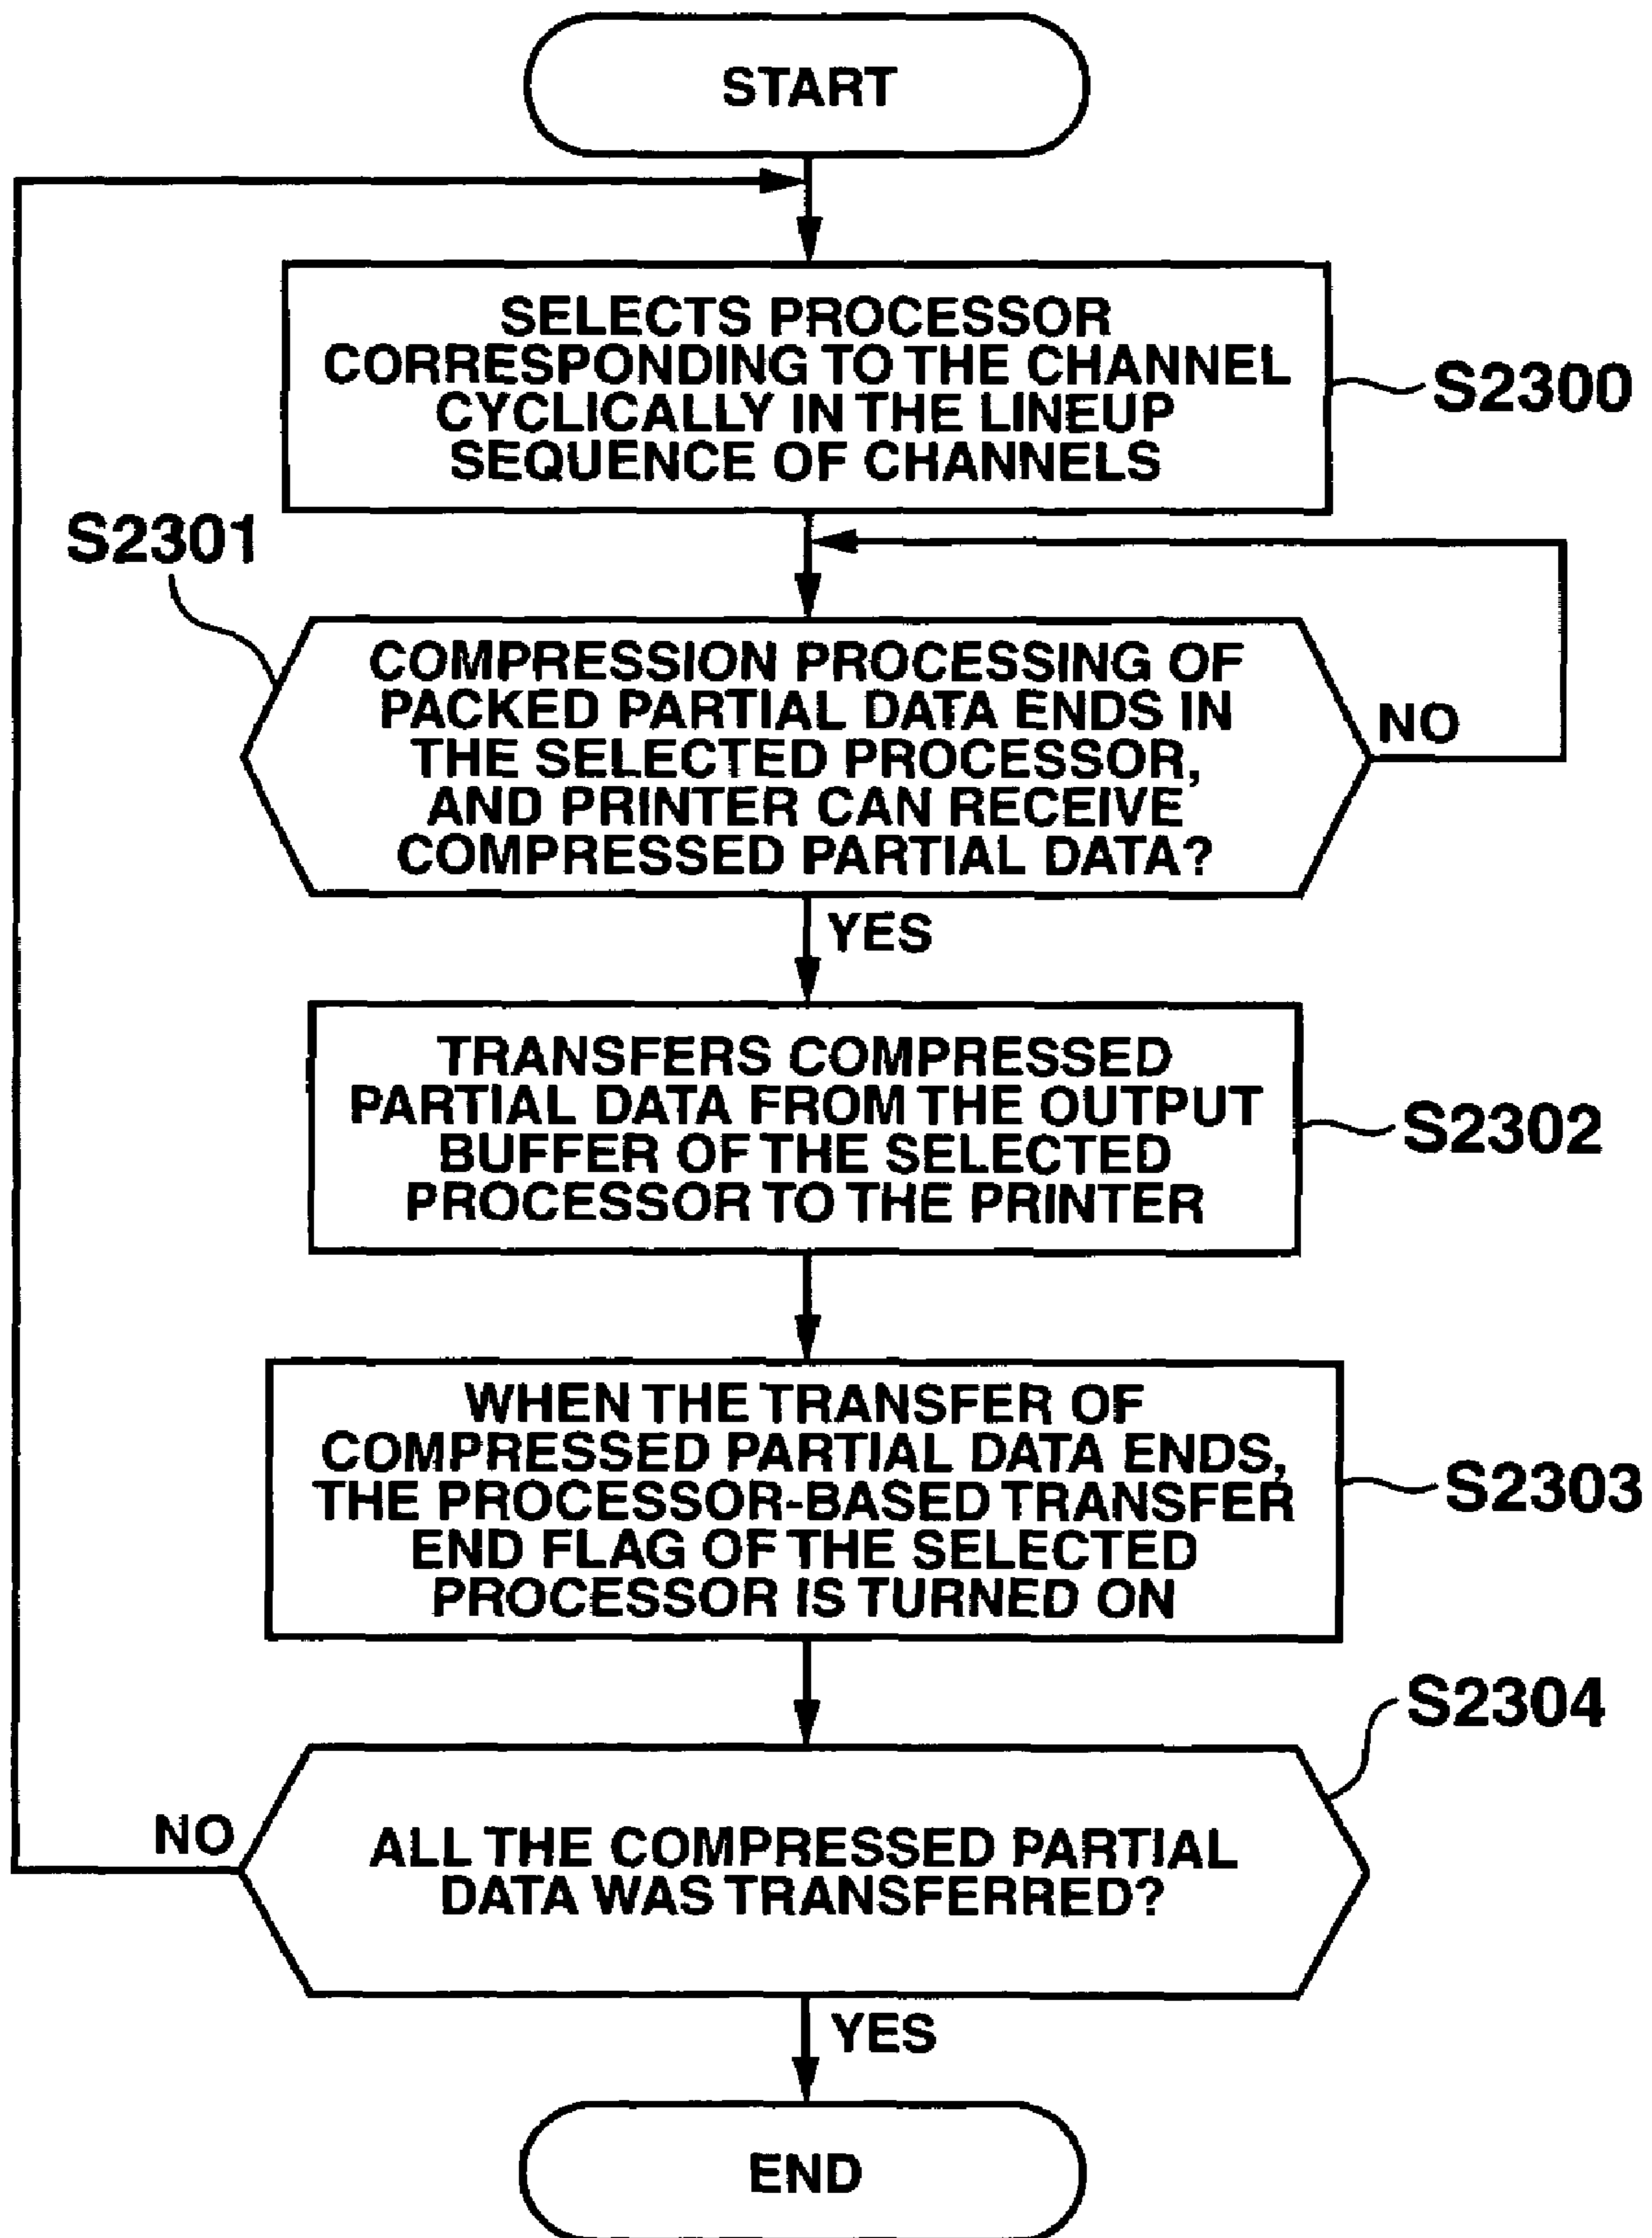 START
SELECTS PROCESSOR
CORRESPONDING TO THE CHANNEL
CYCLICALLY IN THE LINEUP
SEQUENCE OF CHANNELS
S2300
S2301
COMPRESSION PROCESSING OF
PACKED PARTIAL DATA ENDS IN
THE SELECTED PROCESSOR,
AND PRINTER CAN RECEIVE
COMPRESSED PARTIAL DATA?
NO
YES
TRANSFERS COMPRESSED
PARTIAL DATA FROM THE OUTPUT
BUFFER OF THE SELECTED
PROCESSOR TO THE PRINTER
S2302
WHEN THE TRANSFER OF
COMPRESSED PARTIAL DATA ENDS,
THE PROCESSOR-BASED TRANSFER
END FLAG OF THE SELECTED
PROCESSOR IS TURNED ON
S2303
S2304
NO
ALL THE COMPRESSED PARTIAL
DATA WAS TRANSFERRED?
YES
END